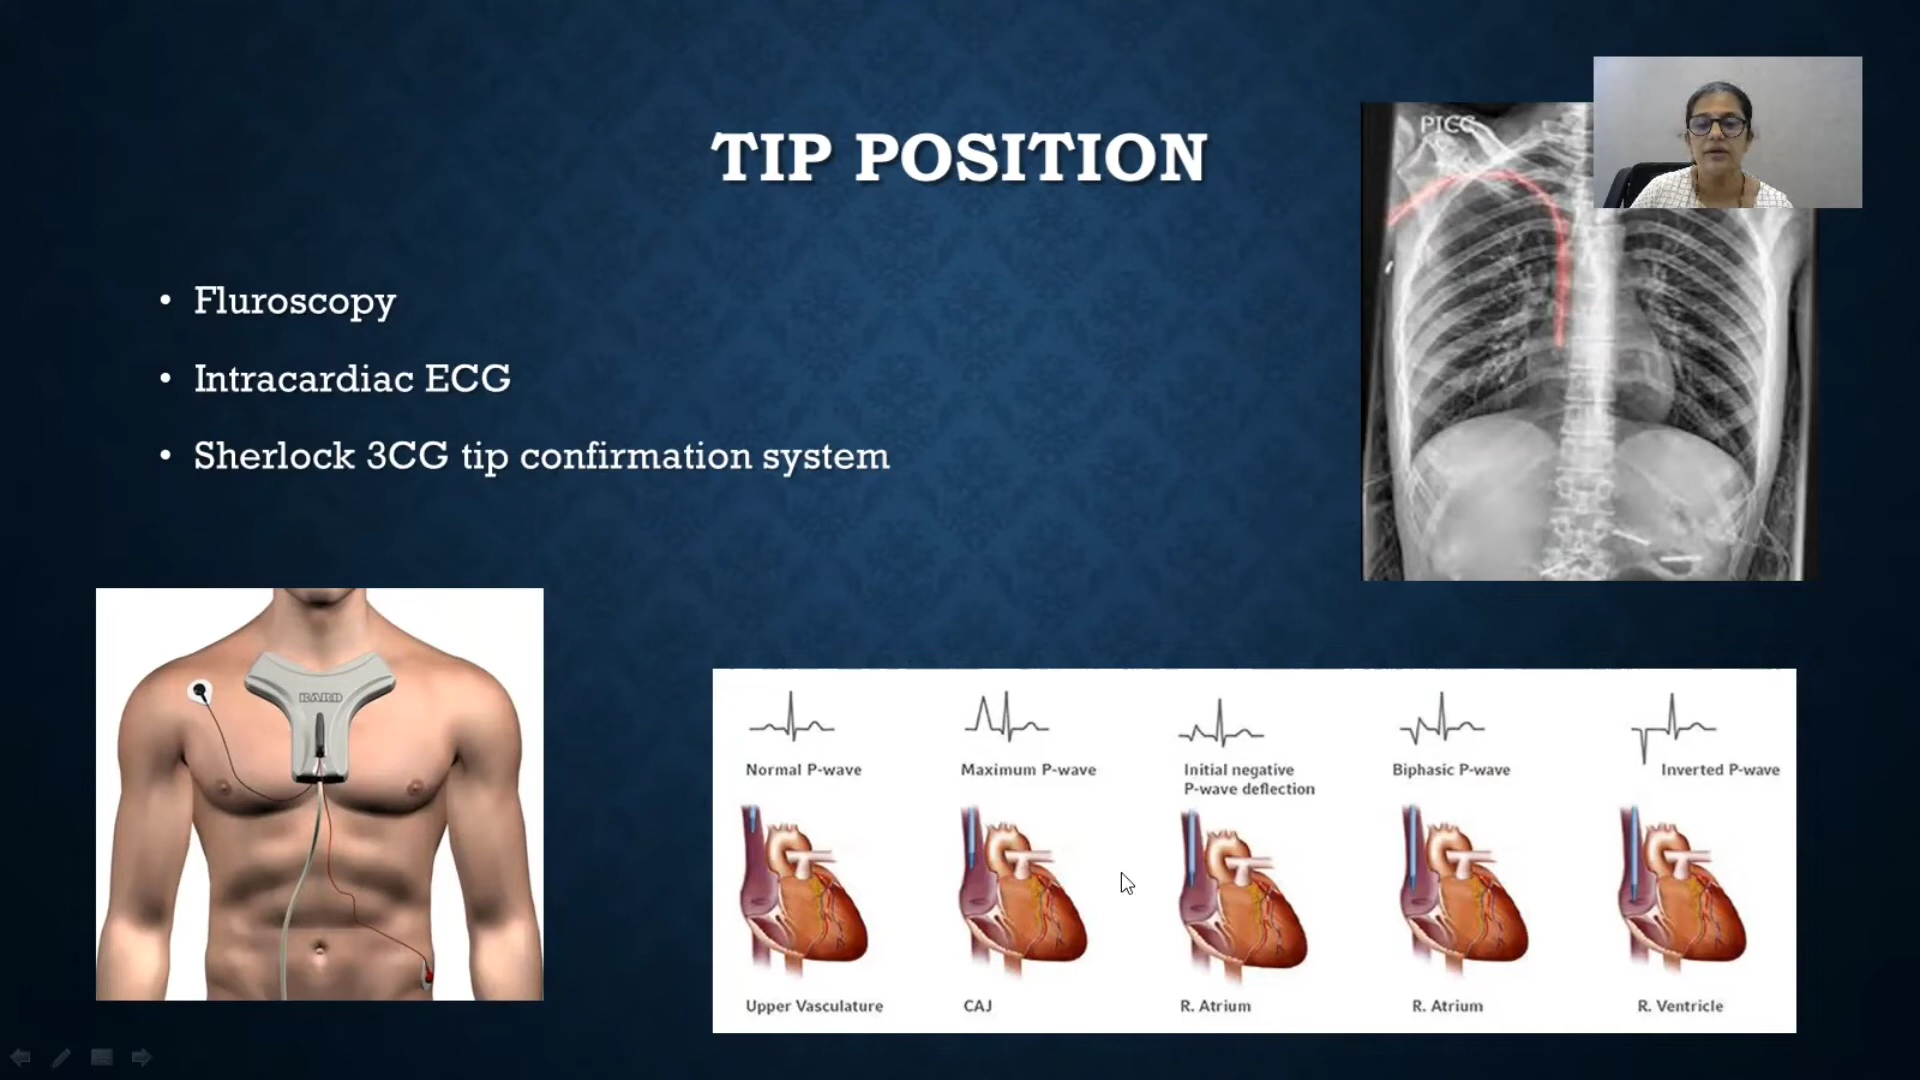 TIP POSITION
PICC
• Fluroscopy
• Intracardiac ECG
• Sherlock 3CG tip confirmation system
BARD
Normal P-wave
Maximum P-wave
Initial negative
P-wave deflection
Biphasic P-wave
Inverted P-wave
Upper Vasculature
CAJ
R. Atrium
R. Atrium
R. Ventricle